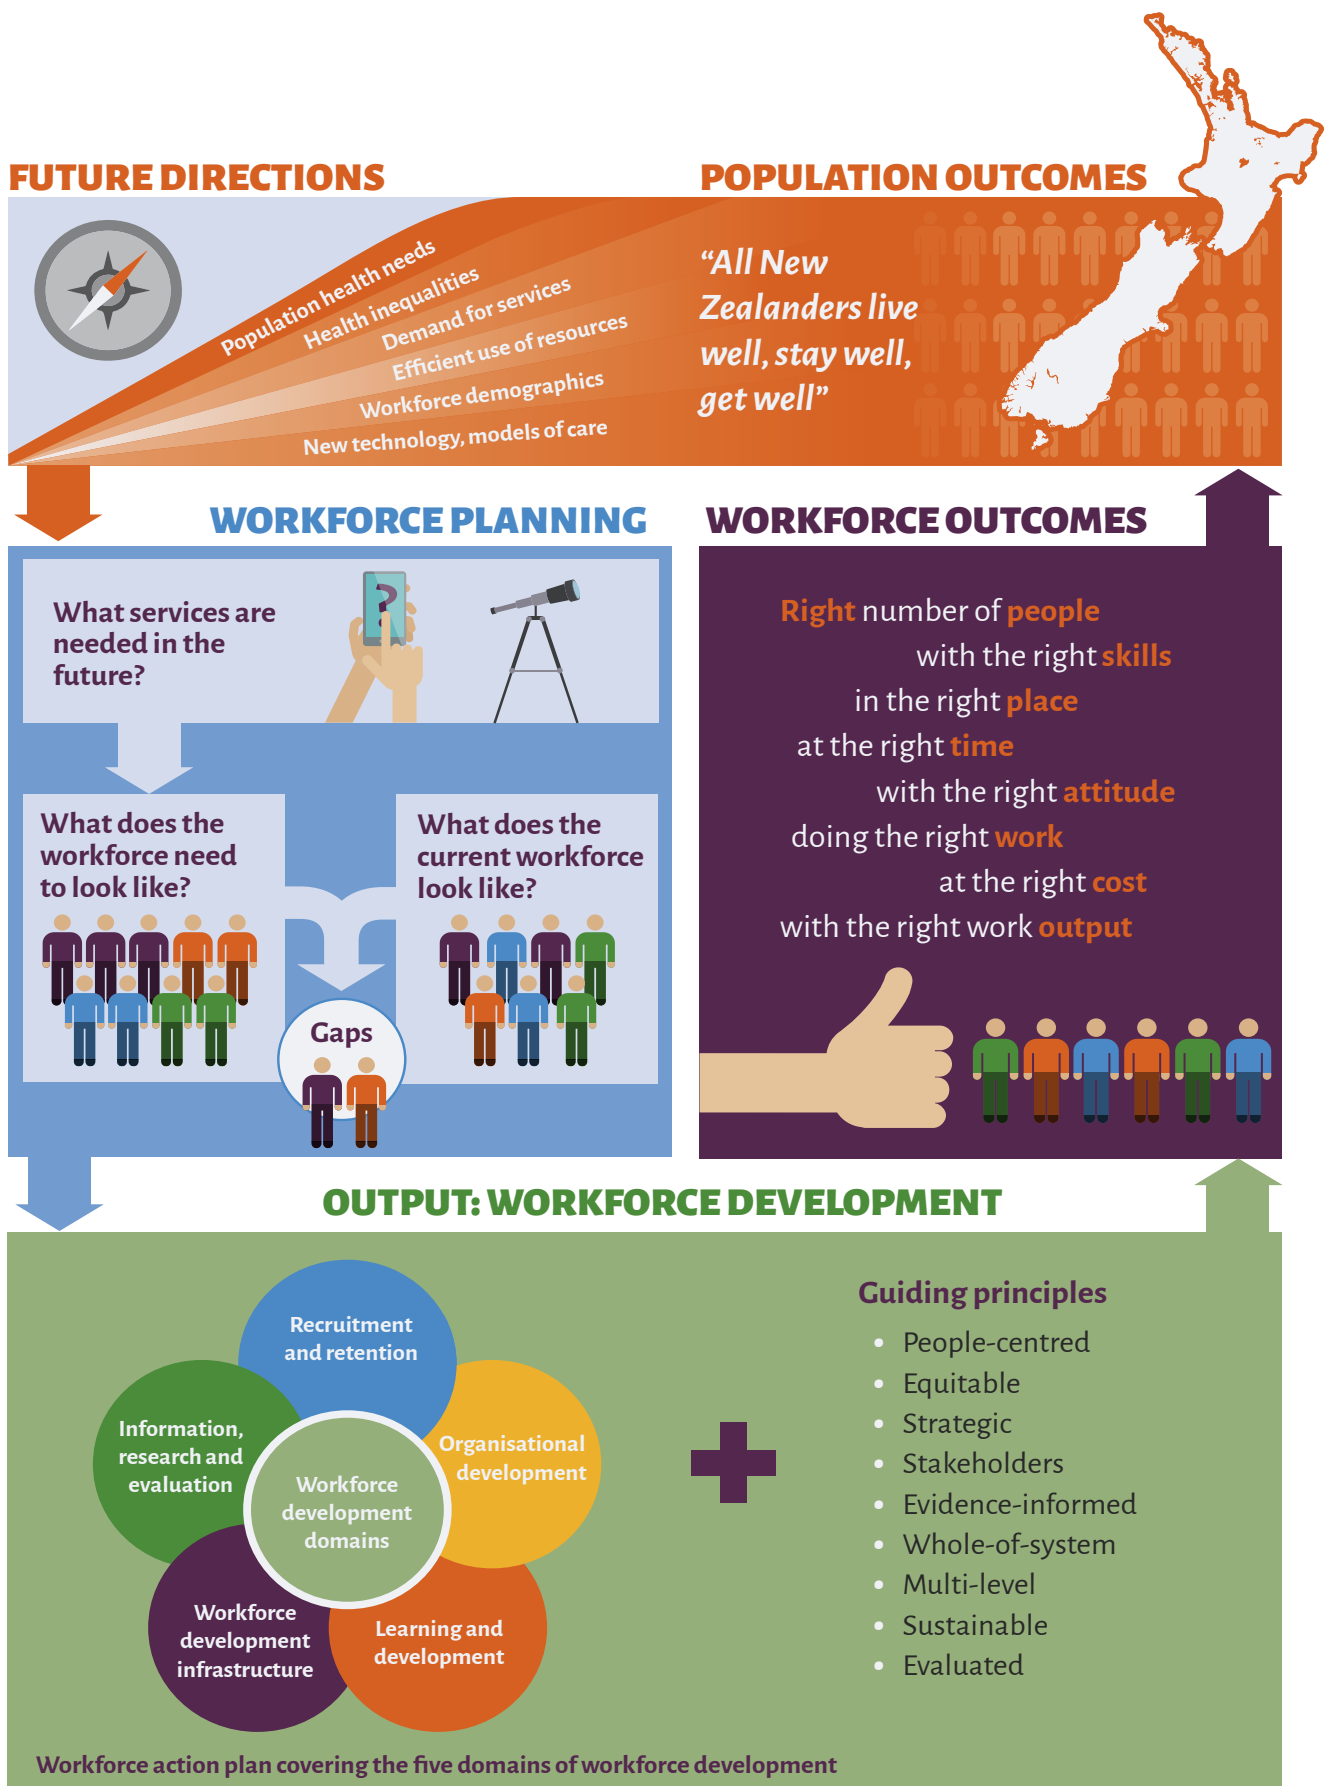 FUTURE DIRECTIONS
POPULATION OUTCOMES
Population health needs
Health inequalities
Demand for services
Efficient use of resources
Workforce demographics
New technology, models of care
“All New
Zealanders live
well, stay well,
get well”
WORKFORCE PLANNING
What services are
needed in the
future?
?
What does the
workforce need
to look like?
What does the
current workforce
look like?
Gaps
WORKFORCE OUTCOMES
Right number of people
with the right skills
in the right place
at the right time
with the right attitude
doing the right work
at the right cost
with the right work output
OUTPUT: WORKFORCE DEVELOPMENT
Recruitment
and retention
Information,
research and
evaluation
Organisational
development
Workforce
development
domains
Workforce
development
infrastructure
Learning and
development
Guiding principles
• People-centred
• Equitable
• Strategic
• Stakeholders
• Evidence-informed
• Whole-of-system
• Multi-level
• Sustainable
• Evaluated
Workforce action plan covering the five domains of workforce development